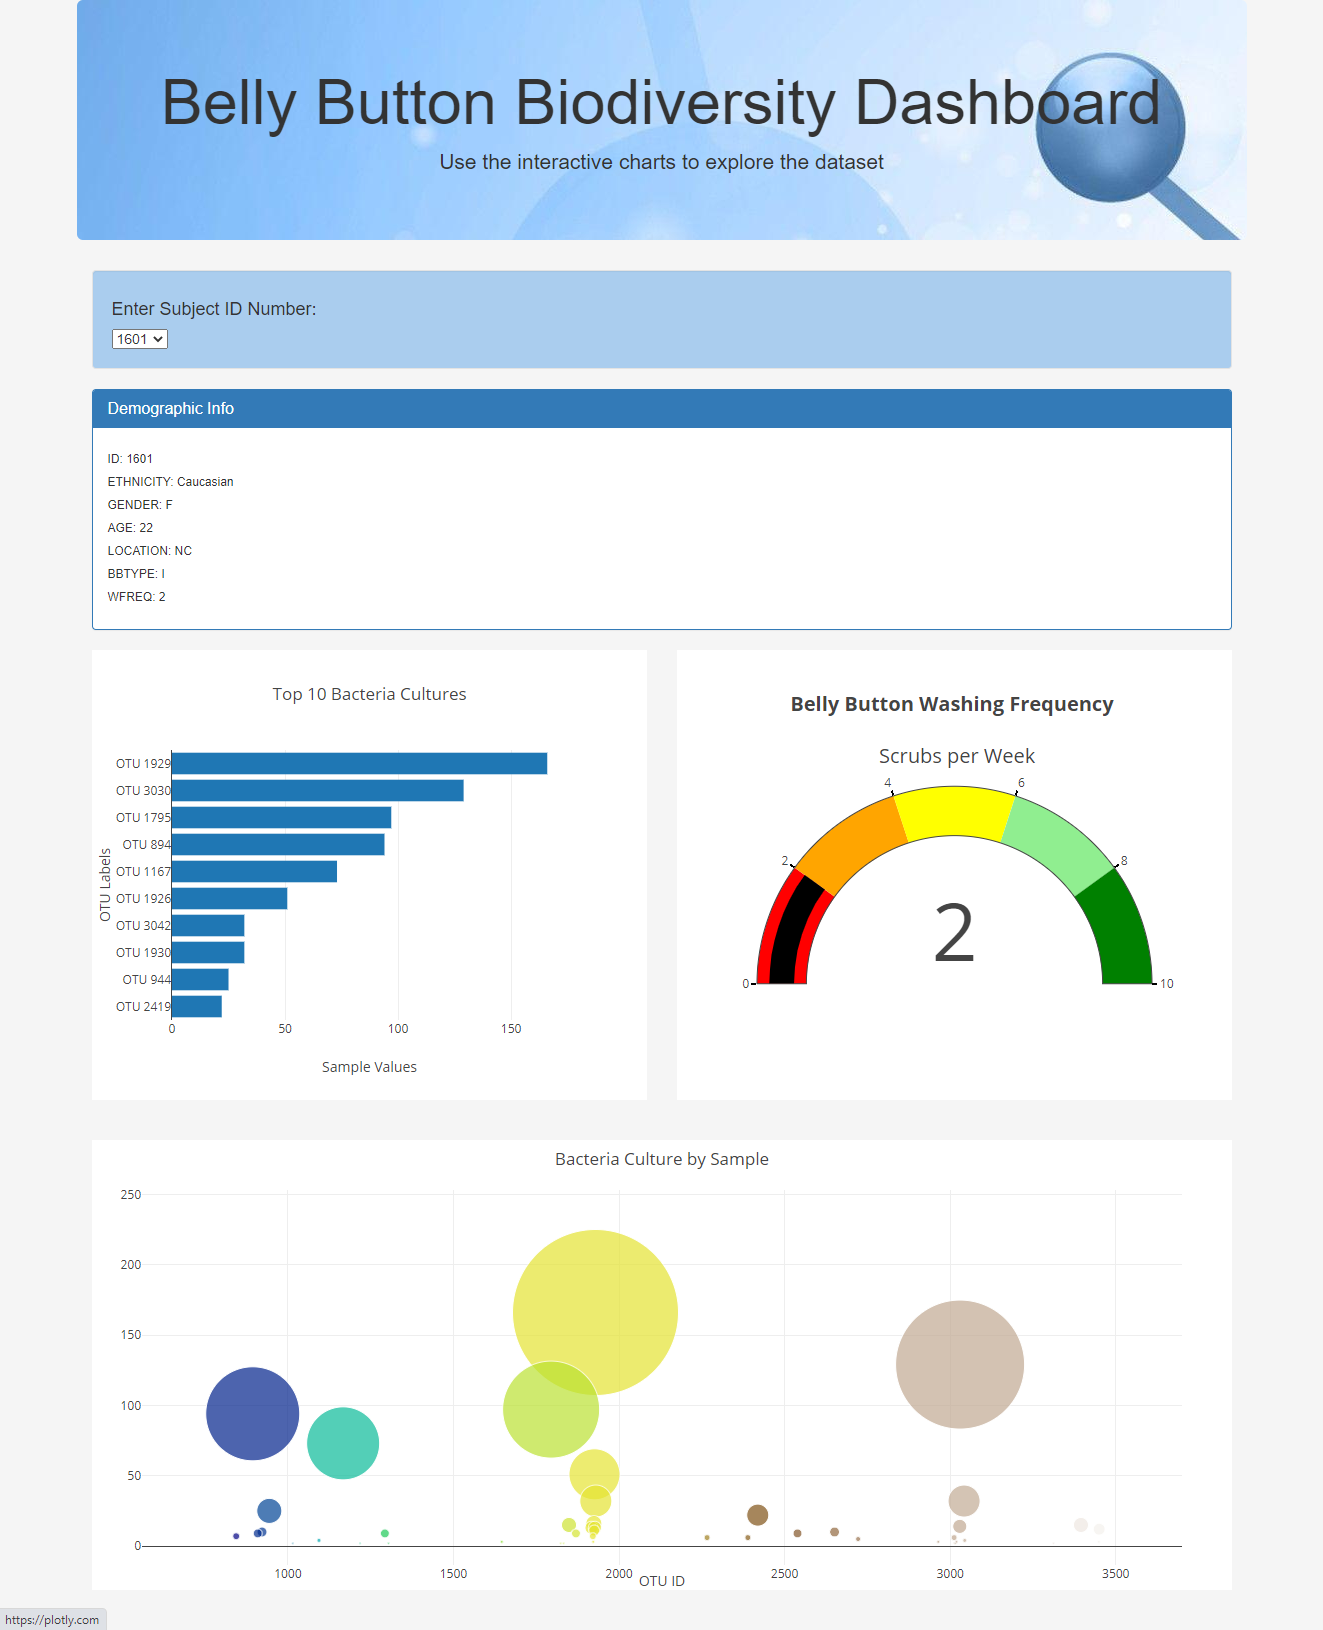 Belly Button Biodiversity Dashboard
Use the interactive charts to explore the dataset
Enter Subject ID Number:
1601
Demographic Info
ID: 1601
ETHNICITY: Caucasian
GENDER: F
AGE: 22
LOCATION: NC
BBTYPE: I
WFREQ: 2
Top 10 Bacteria Cultures
OTU Labels
OTU 1929
OTU 3030
OTU 1795
OTU 894
OTU 1167
OTU 1926
OTU 3042
OTU 1930
OTU 944
OTU 2419
0 50 100 150
Sample Values
Belly Button Washing Frequency
Scrubs per Week
0 2 4 6 8 10
2
Bacteria Culture by Sample
250
200
150
100
50
0
1000 1500 2000 2500 3000 3500
OTU ID
https://plotly.com